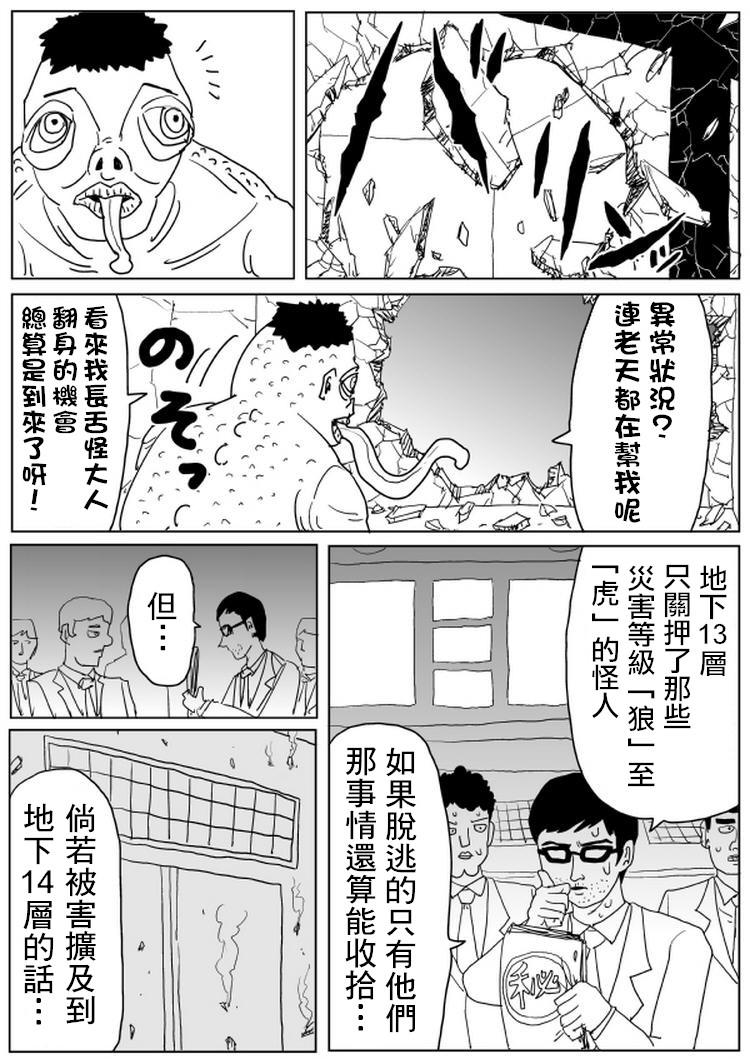 異常狀況？
連老天都在幫我呢
のそっ
看來我長舌怪大人
翻身的機會
總算是到來了呀！
地下13層
只關押了那些
災害等級「狼」至
「虎」的怪人
如果脫逃的只有他們
那事情還算能收拾…
秘
但…
倘若被害擴及到
地下14層的話…